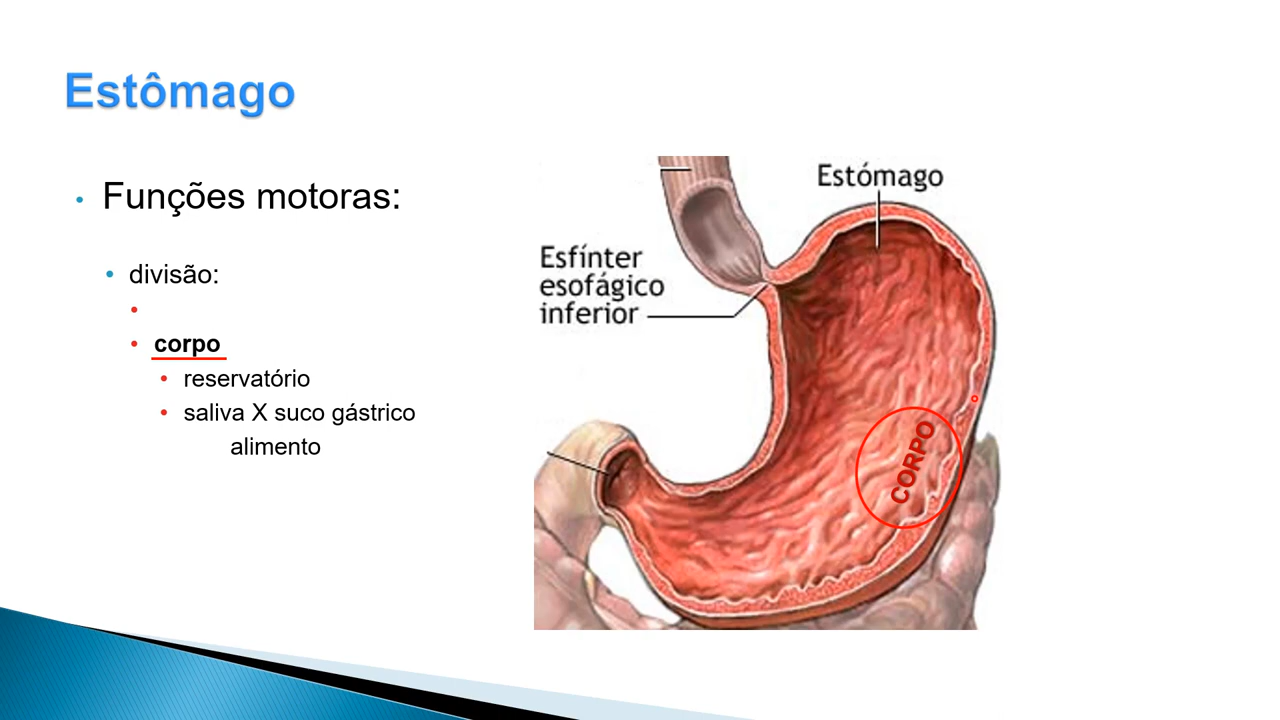 Estômago
Funções motoras:
divisão:
corpo
reservatório
saliva X suco gástrico
alimento
Estómago
Esfínter
esofágico
inferior
CORPO